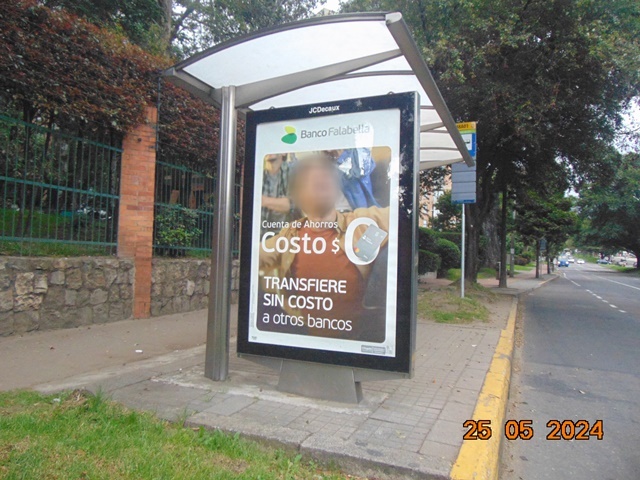 JCDecaux
Banco Falabella
Cuenta de Ahorros
Costo $0
TRANSFIERE
SIN COSTO
a otros bancos
25 05 2024